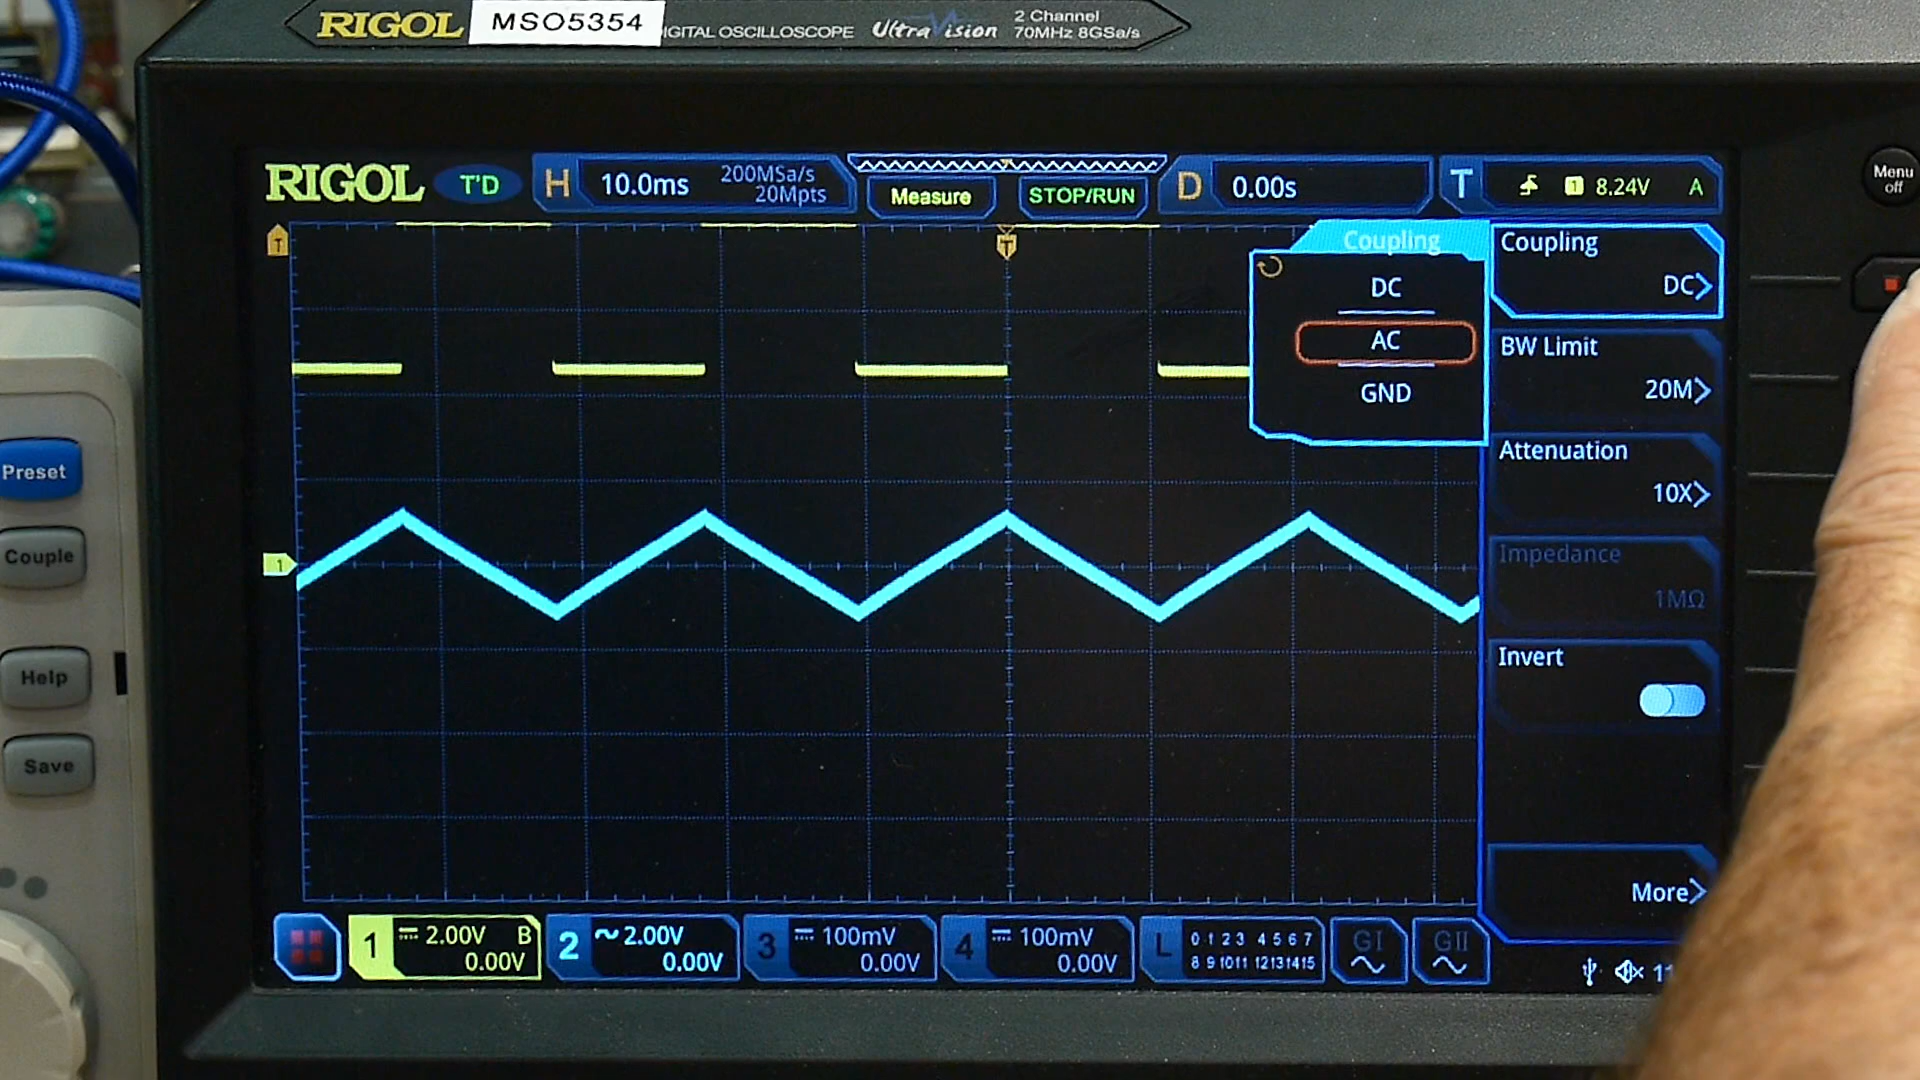 RIGOL MSO5354 IGITAL OSCILLOSCOPE UltraVision 2 Channel
70MHz 8GSa/s
RIGOL T'D H 10.0ms 200MSa/s
20Mpts
Measure STOP/RUN D 0.00s T 1 8.24V A
Menu
off
T
T
Coupling
DC
AC
GND
Coupling
DC
BW Limit
20M
Attenuation
10X
Impedance
1MΩ
Invert
More
1
Preset
Couple
Help
Save
1 2.00V B
0.00V
2 2.00V
0.00V
3 100mV
0.00V
4 100mV
0.00V
L 0 1 2 3 4 5 6 7
8 9 10 11 12 13 14 15
GI
GII